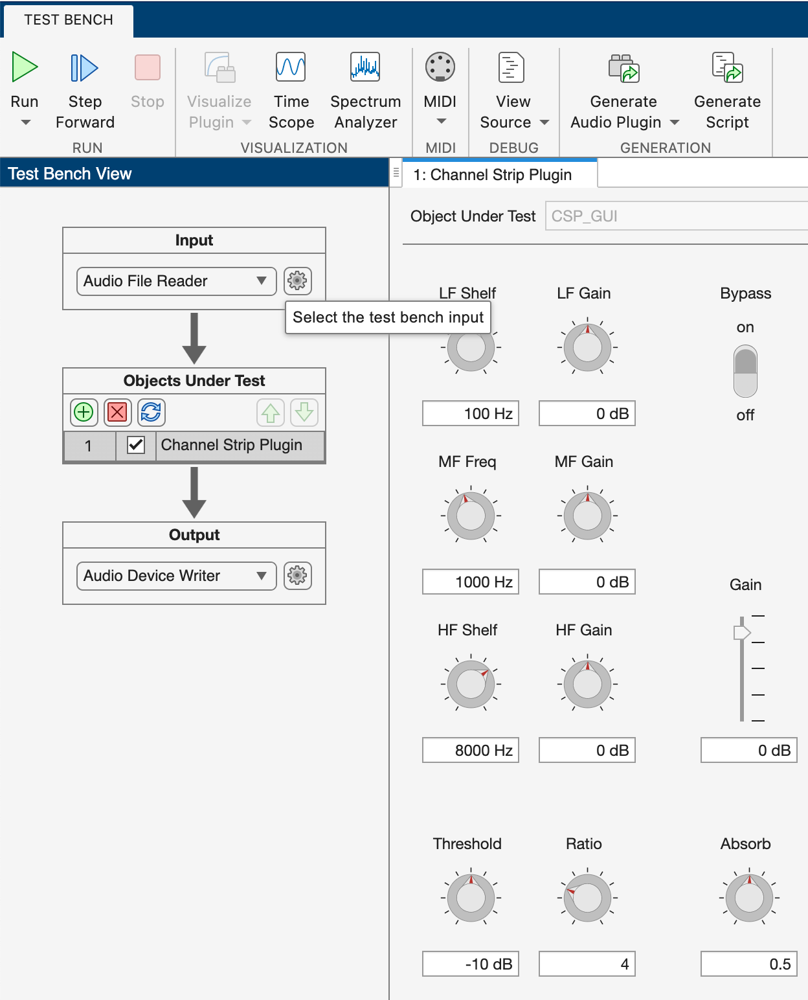 TEST BENCH
Run
Step
Forward
Stop
Visualize
Plugin
Time
Scope
Spectrum
Analyzer
MIDI
View
Source
Generate
Audio Plugin
Generate
Script
RUN
VISUALIZATION
MIDI
DEBUG
GENERATION
Test Bench View
1: Channel Strip Plugin
Object Under Test
CSP_GUI
Input
Audio File Reader
Select the test bench input
Objects Under Test
1
Channel Strip Plugin
Output
Audio Device Writer
LF Shelf
LF Gain
Bypass
on
off
100 Hz
0 dB
MF Freq
MF Gain
1000 Hz
0 dB
Gain
HF Shelf
HF Gain
8000 Hz
0 dB
0 dB
Threshold
Ratio
Absorb
-10 dB
4
0.5